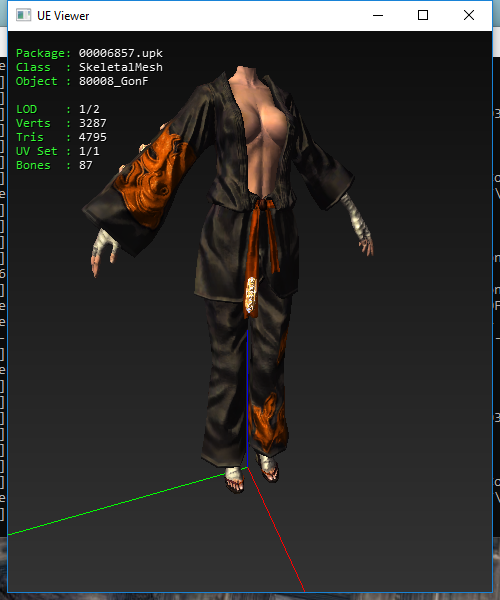 UE Viewer
Package: 00006857.upk
Class : SkeletalMesh
Object : 80008_GonF
LOD : 1/2
Verts : 3287
Tris : 4795
UV Set : 1/1
Bones : 87